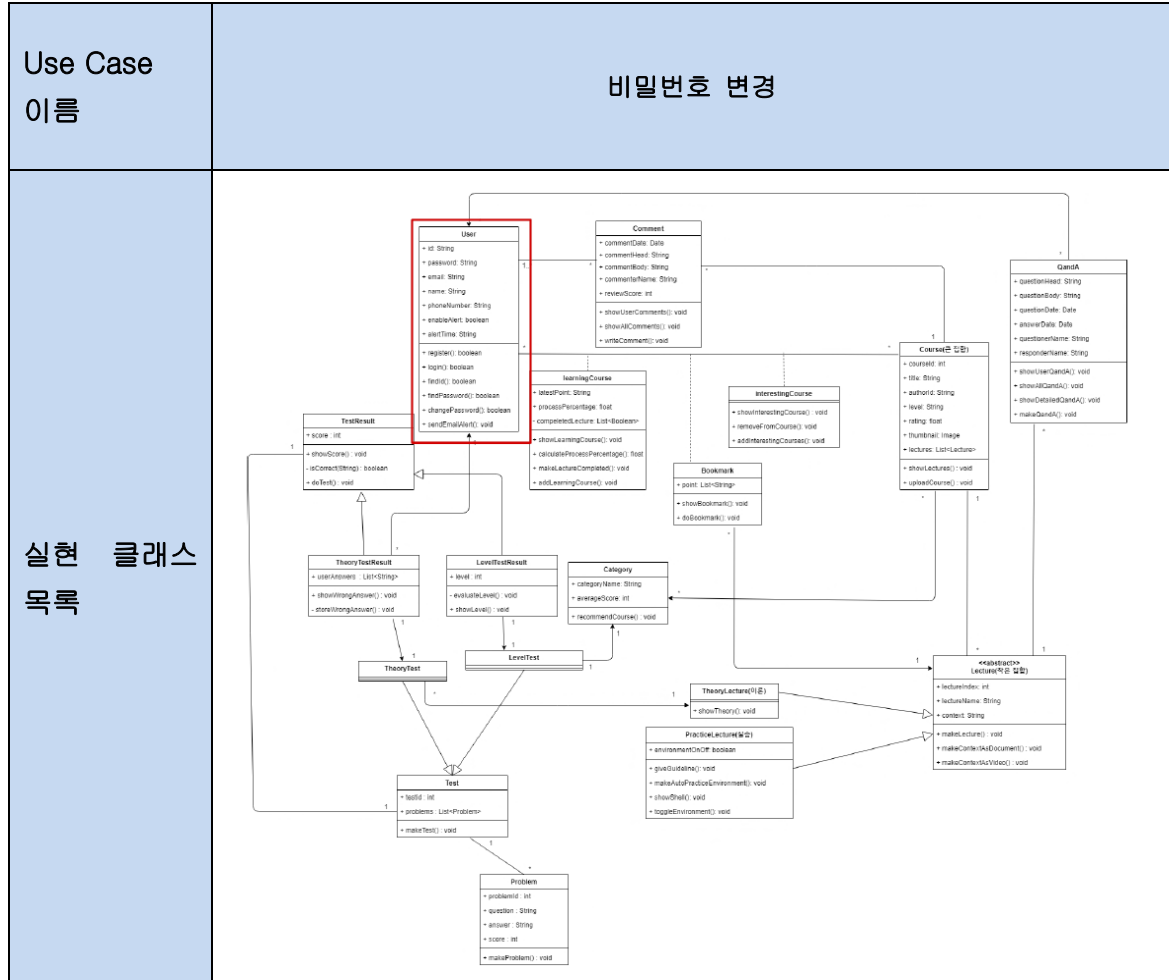 Use Case
이름
비밀번호 변경
실현 클래스
목록
User
+ id: String
+ password: String
+ email: String
+ name: String
+ phoneNumber: String
+ enableAlert: boolean
+ alertTime: String
+ register(): boolean
+ login(): boolean
+ findId(): boolean
+ findPassword(): boolean
+ changePassword(): boolean
+ sendEmailAlert(): void
Comment
+ commentDate: Date
+ commentHead: String
+ commentBody: String
+ commenterName: String
+ reviewScore: int
+ showUserComments(): void
+ showAllComments(): void
+ writeComment(): void
QandA
+ questionHead: String
+ questionBody: String
+ questionDate: Date
+ answerDate: Date
+ questionerName: String
+ responderName: String
+ showUserQandA(): void
+ showAllQandA(): void
+ showDetailedQandA(): void
+ makeQandA(): void
Course(큰 집합)
+ courseId: int
+ title: String
+ authorId: String
+ level: String
+ rating: float
+ thumbnail: Image
+ lectures: List<Lecture>
+ showLectures(): void
+ uploadCourse(): void
learningCourse
+ latestPoint: String
+ processPercentage: float
- compeletedLecture: List<Boolean>
+ showLearningCourse(): void
+ calculateProcessPercentage(): float
+ makeLectureCompleted(): void
+ addLearningCourse(): void
interestingCourse
+ showInterestingCourse() : void
+ removeFromCourse(): void
+ addInterestingCourses(): void
TestResult
+ score : int
+ showScore() : void
- isCorrect(String) : boolean
+ doTest() : void
Bookmark
+ point: List<String>
+ showBookmark(): void
+ doBookmark(): void
TheoryTestResult
+ userAnswers : List<String>
+ showWrongAnswer() : void
- storeWrongAnswer() : void
LevelTestResult
+ level : int
- evaluateLevel() : void
+ showLevel() : void
Category
+ categoryName: String
+ averageScore: int
+ recommendCourse() : void
TheoryTest
LevelTest
<<abstract>>
Lecture(작은 집합)
+ lectureIndex: int
+ lectureName: String
+ context: String
+ makeLecture() : void
+ makeContextAsDocument(): void
+ makeContextAsVideo() : void
TheoryLecture(이론)
+ showTheory(): void
PracticeLecture(실습)
+ environmentOnOff: boolean
+ giveGuideline(): void
+ makeAutoPracticeEnvironment(): void
+ showShell(): void
+ toggleEnvironment(): void
Test
+ testId : int
+ problems : List<Problem>
+ makeTest() : void
Problem
+ problemId : int
+ question : String
+ answer : String
+ score : int
+ makeProblem() : void